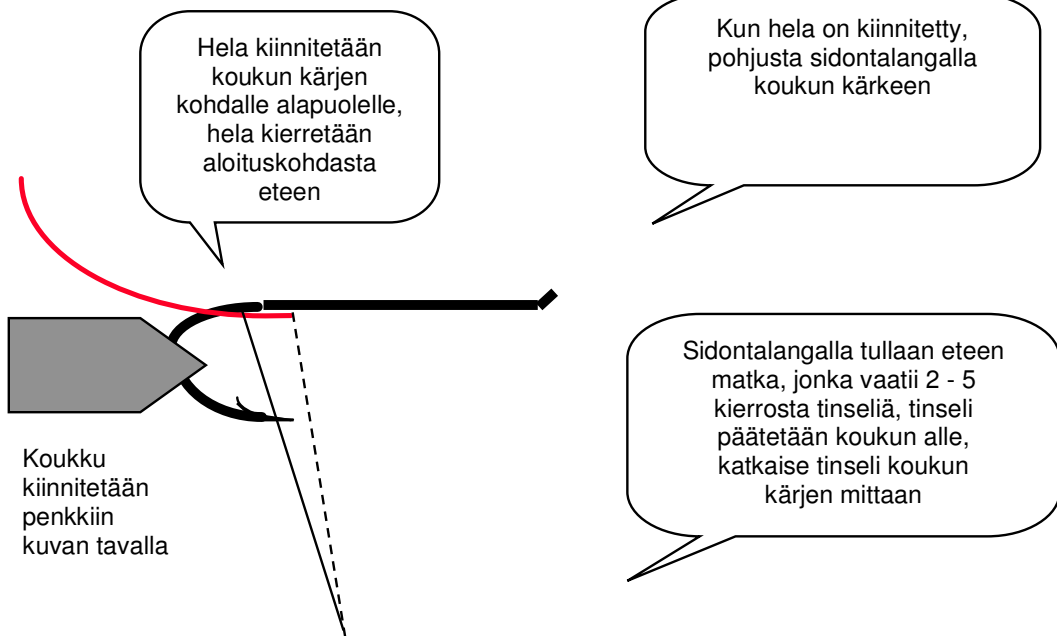 Hela kiinnitetään
koukun kärjen
kohdalle alapuolelle,
hela kierretään
aloituskohdasta
eteen
Kun hela on kiinnitetty,
pohjusta sidontalangalla
koukun kärkeen
Sidontalangalla tullaan eteen
matka, jonka vaatii 2 - 5
kierrosta tinseliä, tinseli
päätetään koukun alle,
katkaise tinseli koukun
kärjen mittaan
Koukku
kiinnitetään
penkkiin
kuvan tavalla